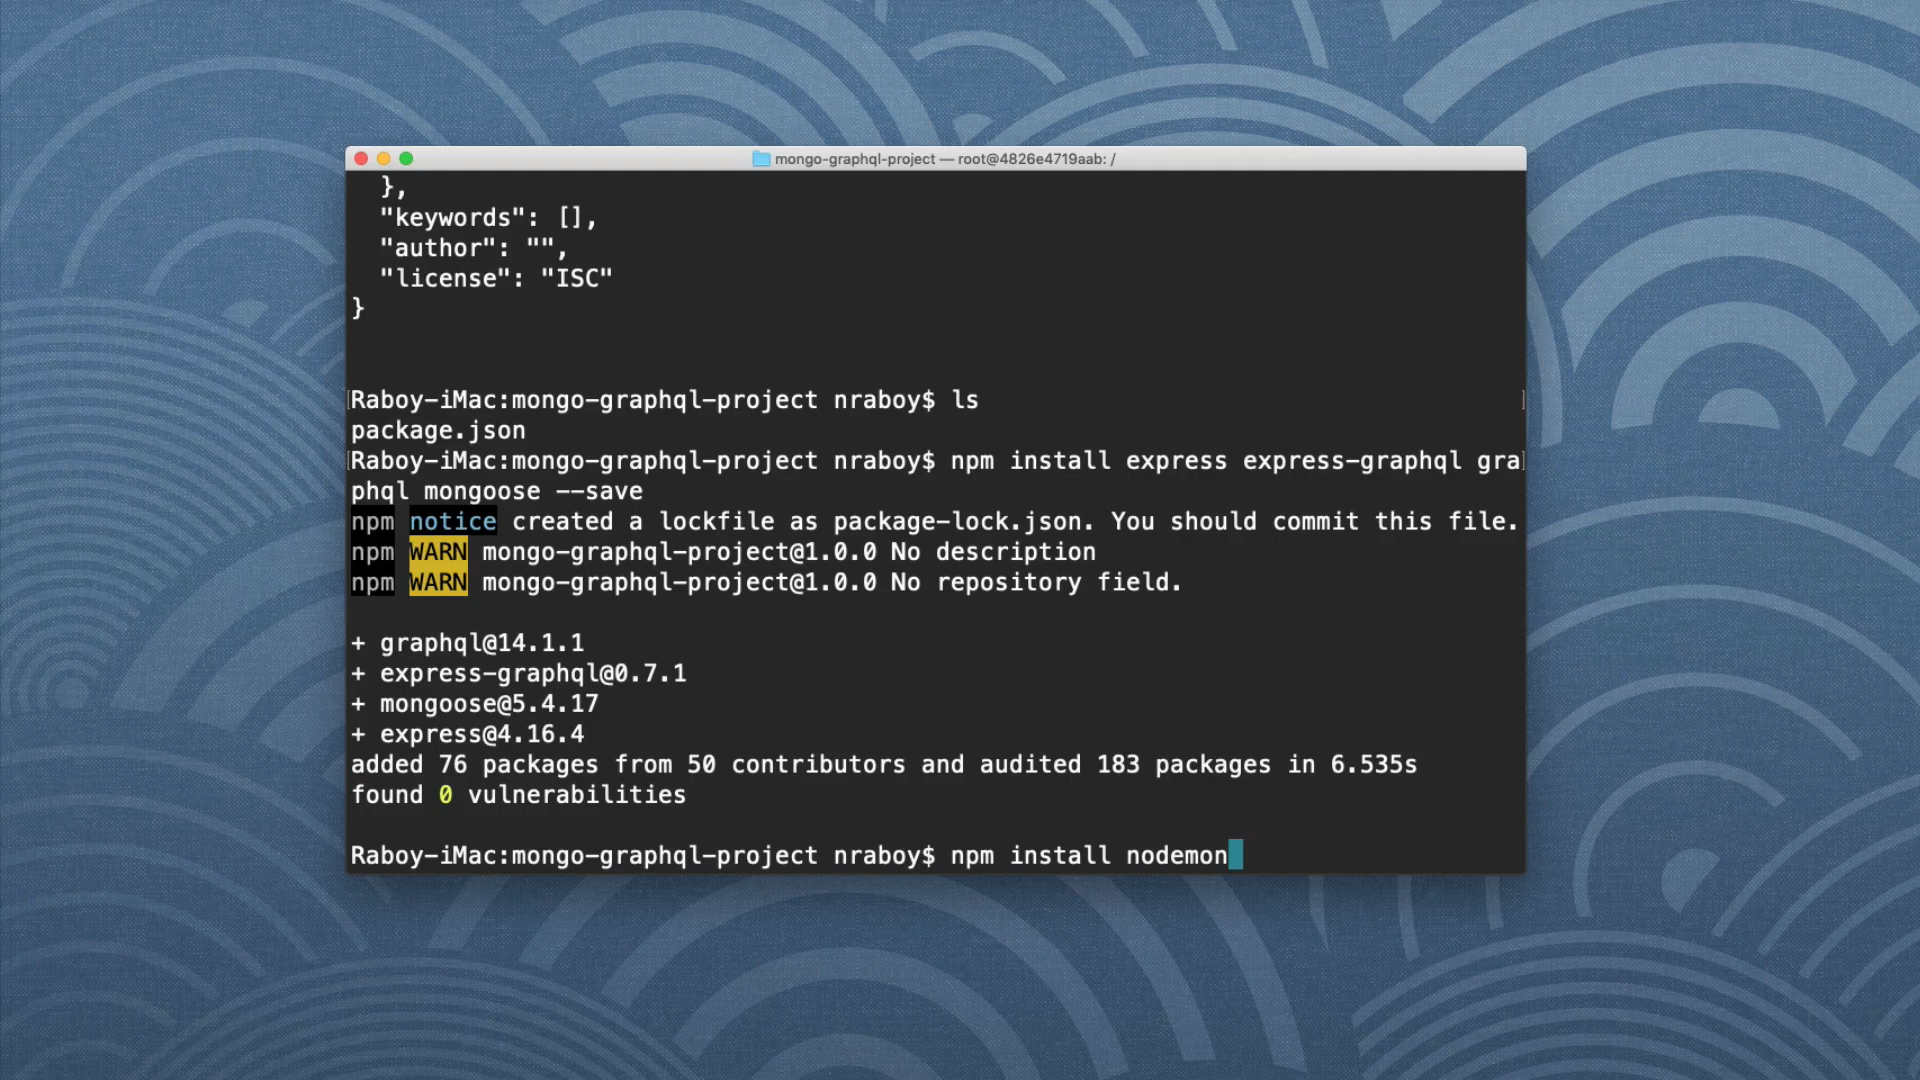 mongo-graphql-project — root@4826e4719aab: /
},
"keywords": [],
"author": "",
"license": "ISC"
}
[Raboy-iMac:mongo-graphql-project nraboy$ ls ]
package.json
[Raboy-iMac:mongo-graphql-project nraboy$ npm install express express-graphql gra]
phql mongoose --save
npm notice created a lockfile as package-lock.json. You should commit this file.
npm WARN mongo-graphql-project@1.0.0 No description
npm WARN mongo-graphql-project@1.0.0 No repository field.
+ graphql@14.1.1
+ express-graphql@0.7.1
+ mongoose@5.4.17
+ express@4.16.4
added 76 packages from 50 contributors and audited 183 packages in 6.535s
found 0 vulnerabilities
Raboy-iMac:mongo-graphql-project nraboy$ npm install nodemon